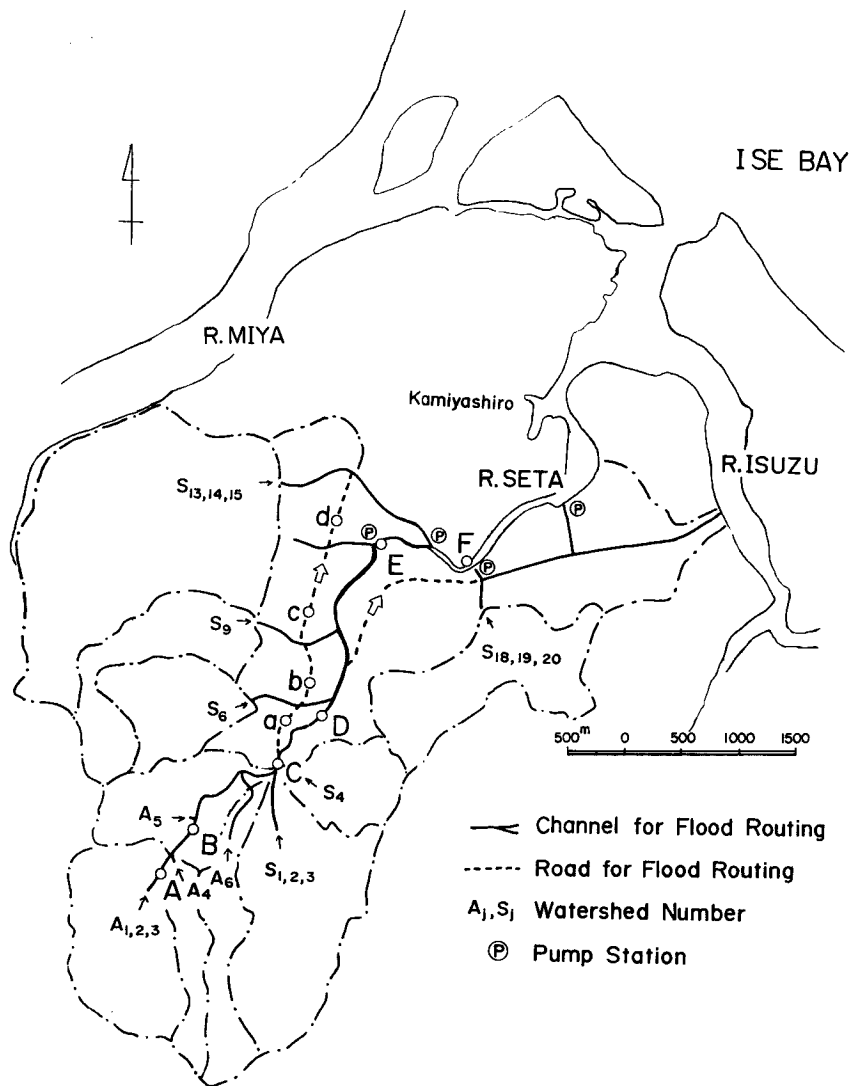 ISE BAY
R. MIYA
Kamiyashiro
R. SETA
R. ISUZU
S13,14,15
d
P
P
P
E
F
P
c
S9
S18,19,20
b
S6
a
D
500m 0 500 1000 1500
C
S4
A5
B
S1,2,3
A
A4
A6
A1,2,3
Channel for Flood Routing
Road for Flood Routing
Aj, Sj Watershed Number
P Pump Station